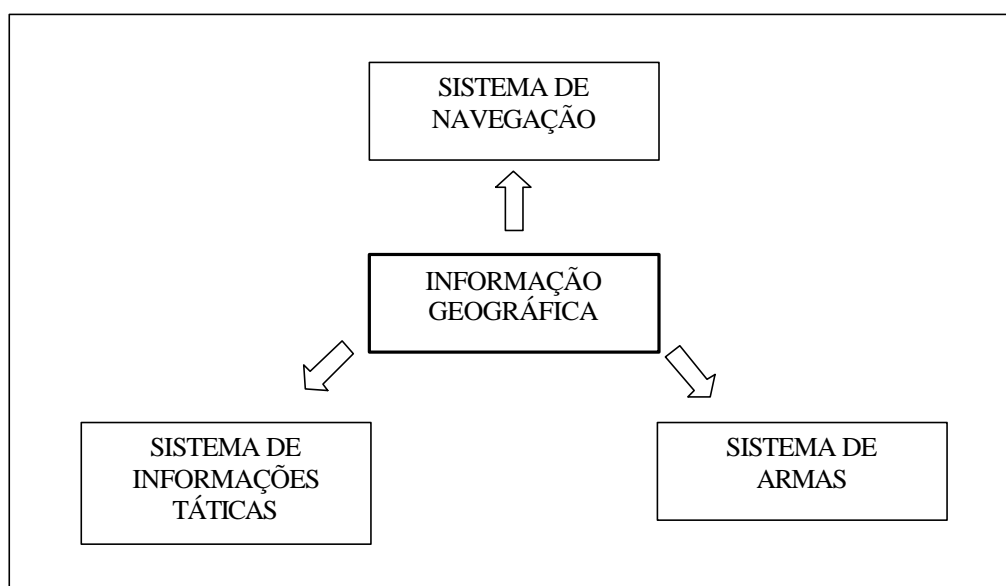 SISTEMA DE
NAVEGAÇÃO
INFORMAÇÃO
GEOGRÁFICA
SISTEMA DE
INFORMAÇÕES
TÁTICAS
SISTEMA DE
ARMAS